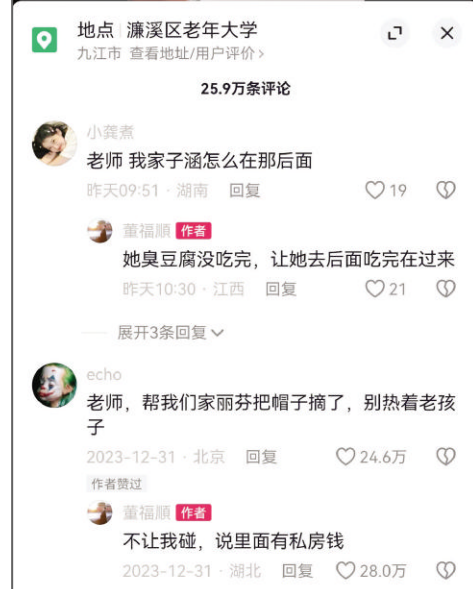 地点 | 濂溪区老年大学
九江市 查看地址/用户评价 >
25.9万条评论
小龚煮
老师 我家子涵怎么在那后面
昨天09:51 · 湖南 回复 19
董福順 作者
她臭豆腐没吃完，让她去后面吃完在过来
昨天10:30 · 江西 回复 21
展开3条回复
echo
老师，帮我们家丽芬把帽子摘了，别热着老孩
子
2023-12-31 · 北京 回复 24.6万
作者赞过
董福順 作者
不让我碰，说里面有私房钱
2023-12-31 · 湖北 回复 28.0万